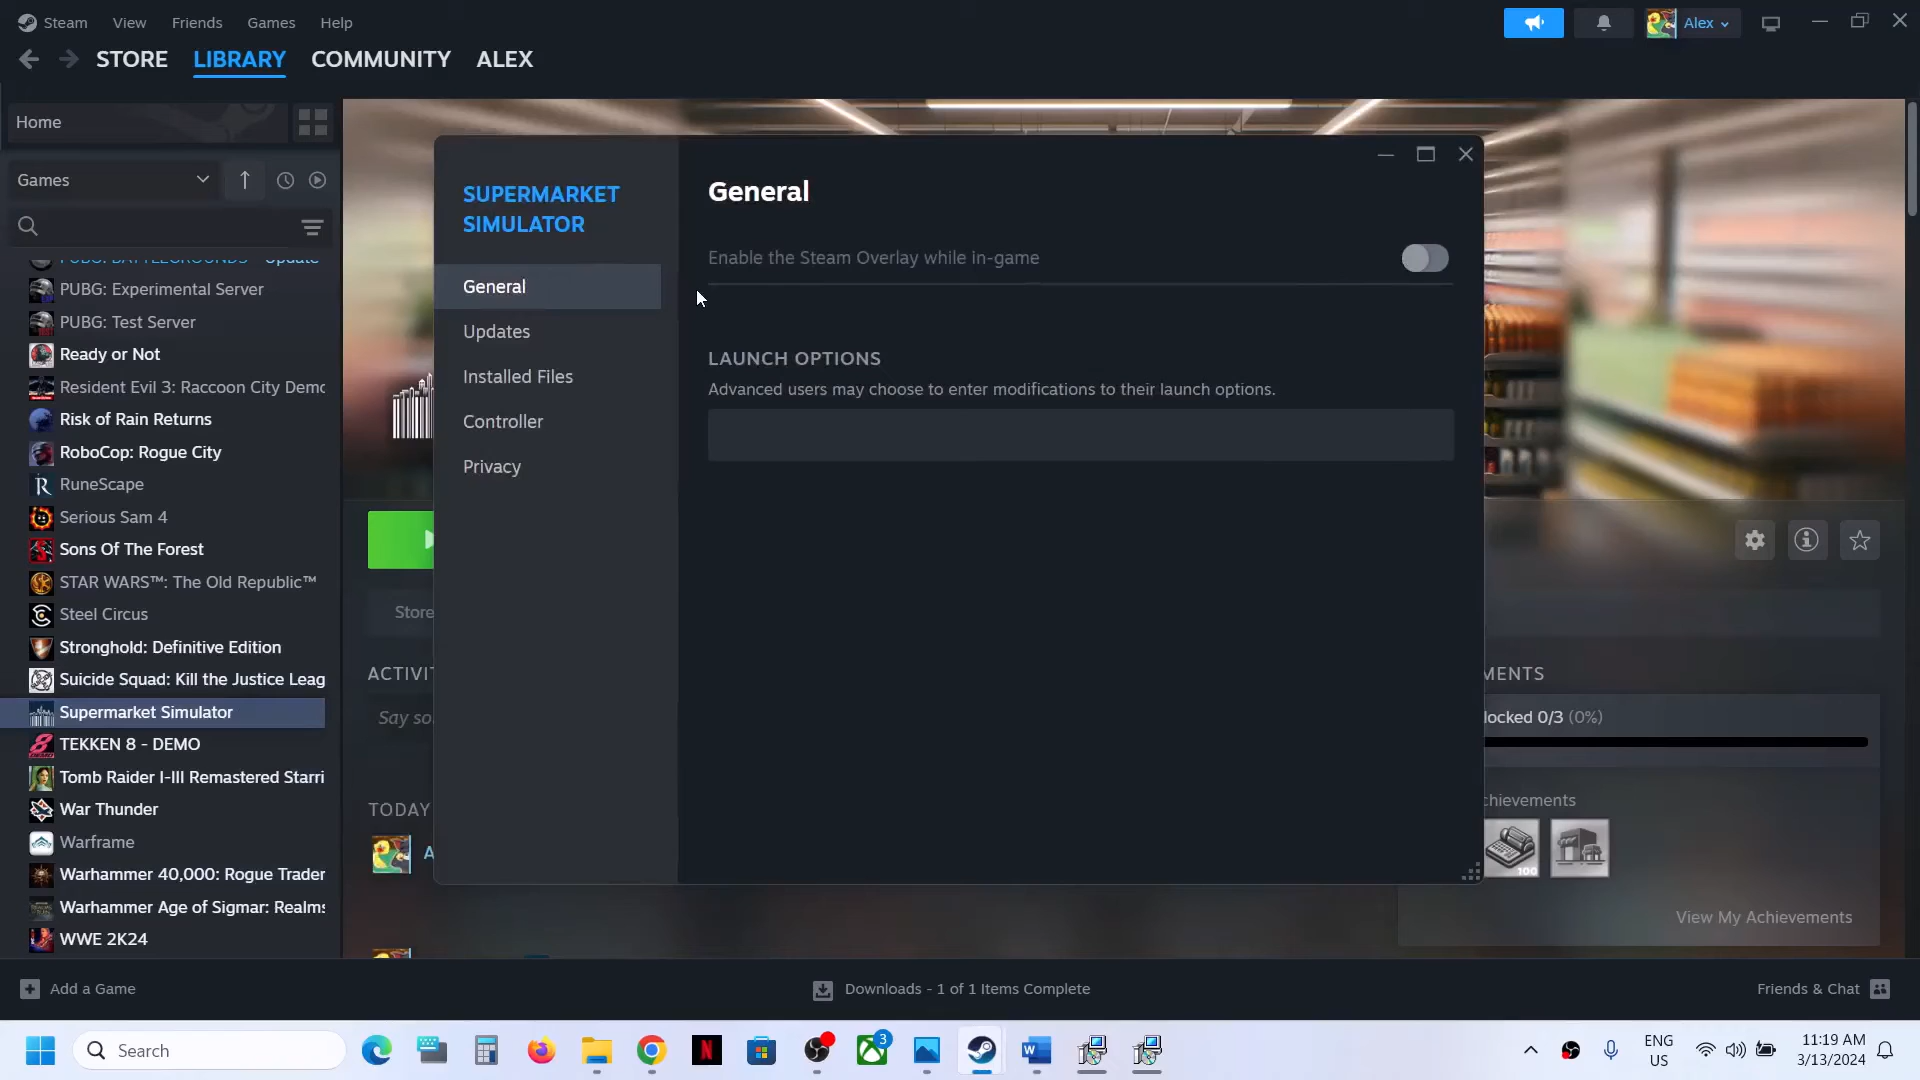 Steam View Friends Games Help
Alex
STORE LIBRARY COMMUNITY ALEX
Home
Games
PUBG: BATTLEGROUNDS - Update
PUBG: Experimental Server
PUBG: Test Server
Ready or Not
Resident Evil 3: Raccoon City Demo
Risk of Rain Returns
RoboCop: Rogue City
RuneScape
Serious Sam 4
Sons Of The Forest
STAR WARS™: The Old Republic™
Steel Circus
Stronghold: Definitive Edition
Suicide Squad: Kill the Justice Leag
Supermarket Simulator
TEKKEN 8 - DEMO
Tomb Raider I-III Remastered Starri
War Thunder
Warframe
Warhammer 40,000: Rogue Trader
Warhammer Age of Sigmar: Realms
WWE 2K24
SUPERMARKET
SIMULATOR
General
Updates
Installed Files
Controller
Privacy
General
Enable the Steam Overlay while in-game
LAUNCH OPTIONS
Advanced users may choose to enter modifications to their launch options.
Store
ACTIVIT
Say so
TODAY
A
MENTS
locked 0/3 (0%)
chievements
100
View My Achievements
Add a Game
Downloads - 1 of 1 Items Complete
Friends & Chat
Search
3
ENG
US
11:19 AM
3/13/2024